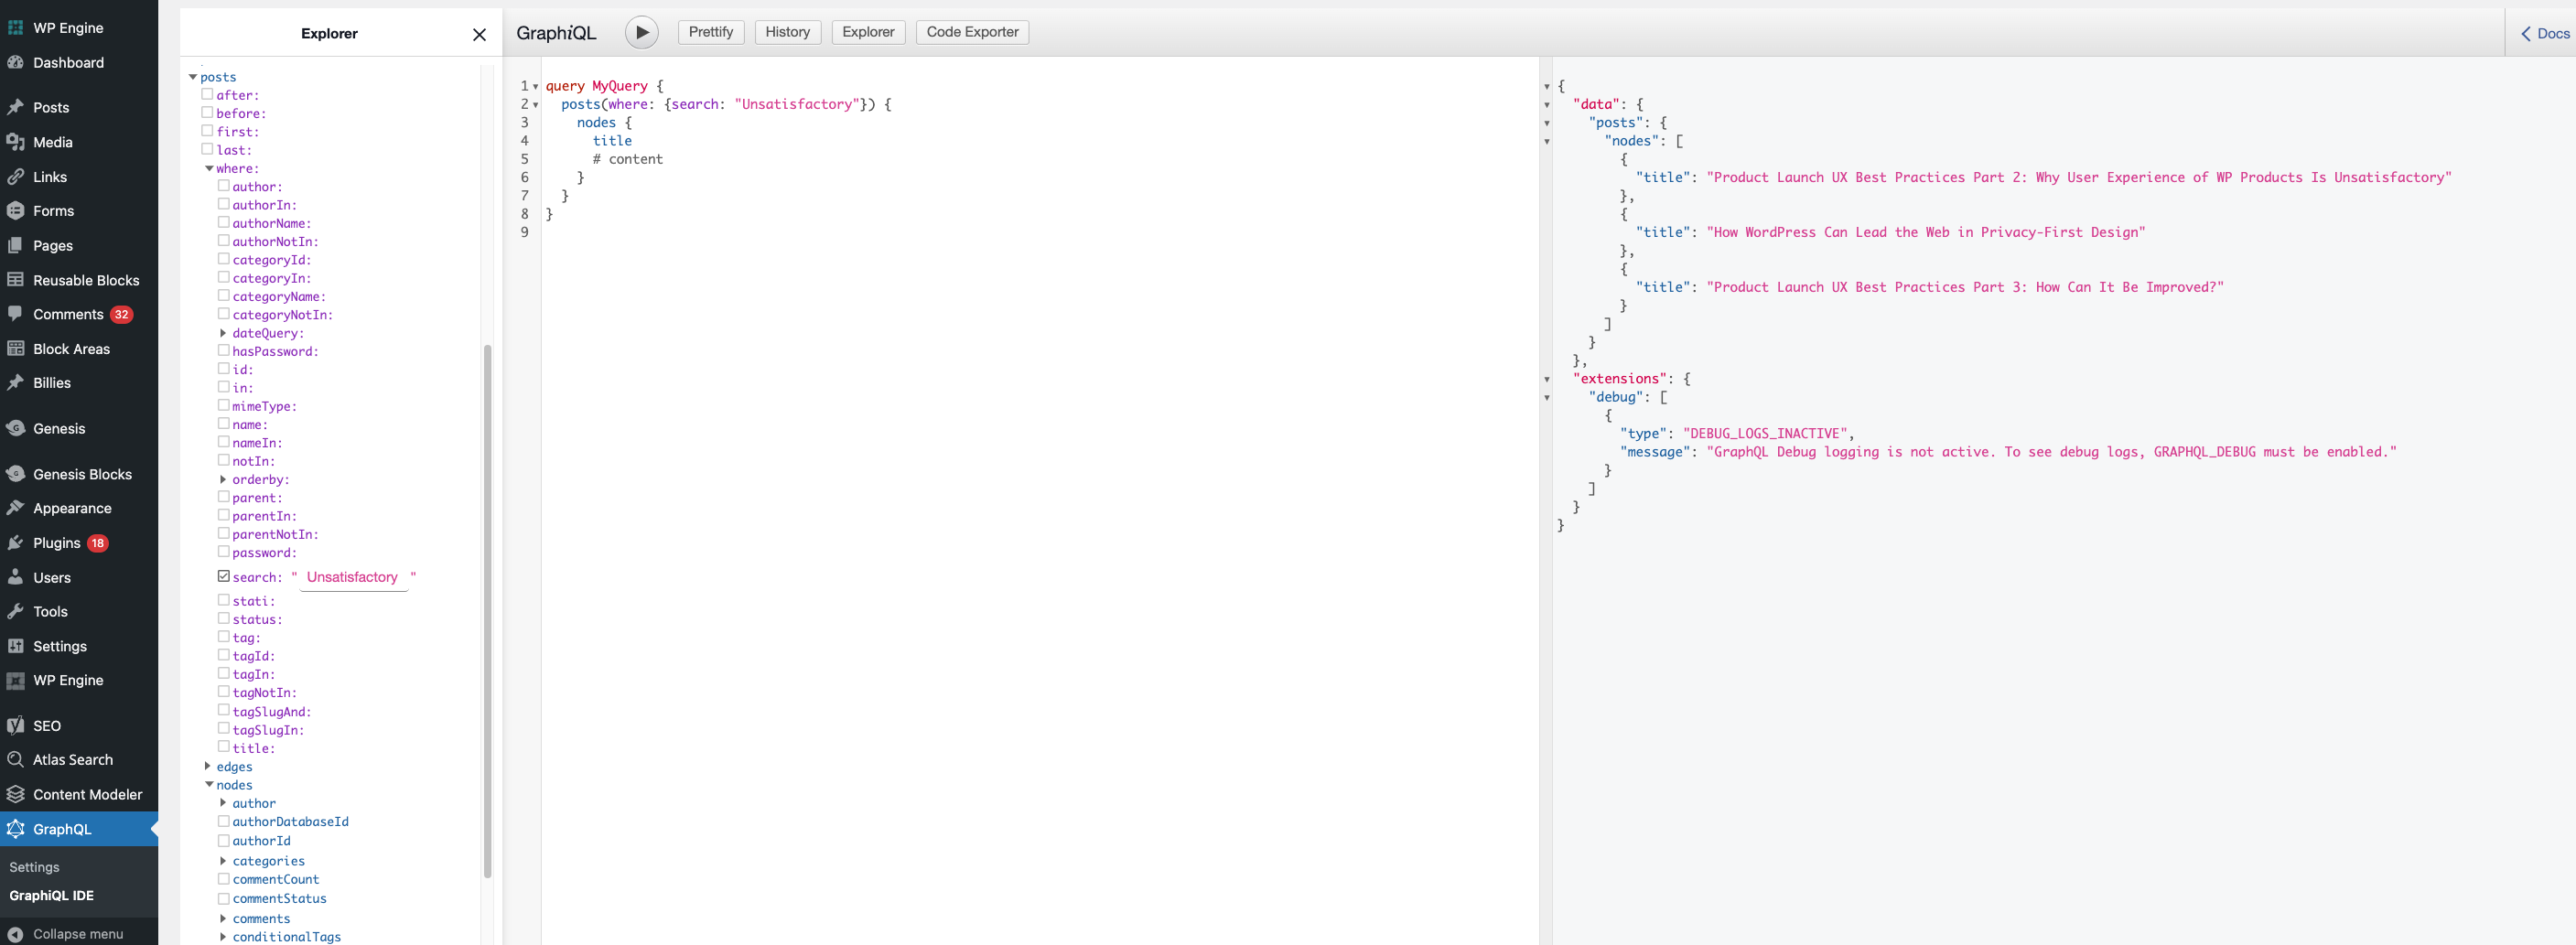 WP Engine
Dashboard
Posts
Media
Links
Forms
Pages
Reusable Blocks
Comments 32
Block Areas
Billies
Genesis
Genesis Blocks
Appearance
Plugins 18
Users
Tools
Settings
WP Engine
SEO
Atlas Search
Content Modeler
GraphQL
Settings
GraphiQL IDE
Collapse menu
Explorer
posts
after:
before:
first:
last:
where:
author:
authorIn:
authorName:
authorNotIn:
categoryId:
categoryIn:
categoryName:
categoryNotIn:
dateQuery:
hasPassword:
id:
in:
mimeType:
name:
nameIn:
notIn:
orderby:
parent:
parentIn:
parentNotIn:
password:
search: " Unsatisfactory "
stati:
status:
tag:
tagId:
tagIn:
tagNotIn:
tagSlugAnd:
tagSlugIn:
title:
edges
nodes
author
authorDatabaseId
authorId
categories
commentCount
commentStatus
comments
conditionalTags
GraphiQL Prettify History Explorer Code Exporter Docs
1 query MyQuery {
2 posts(where: {search: "Unsatisfactory"}) {
3 nodes {
4 title
5 # content
6 }
7 }
8 }
9
{
"data": {
"posts": {
"nodes": [
{
"title": "Product Launch UX Best Practices Part 2: Why User Experience of WP Products Is Unsatisfactory"
},
{
"title": "How WordPress Can Lead the Web in Privacy-First Design"
},
{
"title": "Product Launch UX Best Practices Part 3: How Can It Be Improved?"
}
]
}
},
"extensions": {
"debug": [
{
"type": "DEBUG_LOGS_INACTIVE",
"message": "GraphQL Debug logging is not active. To see debug logs, GRAPHQL_DEBUG must be enabled."
}
]
}
}